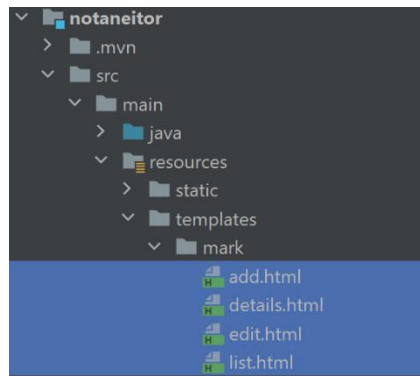 notaneitor
.mvn
src
main
java
resources
static
templates
mark
add.html
details.html
edit.html
list.html